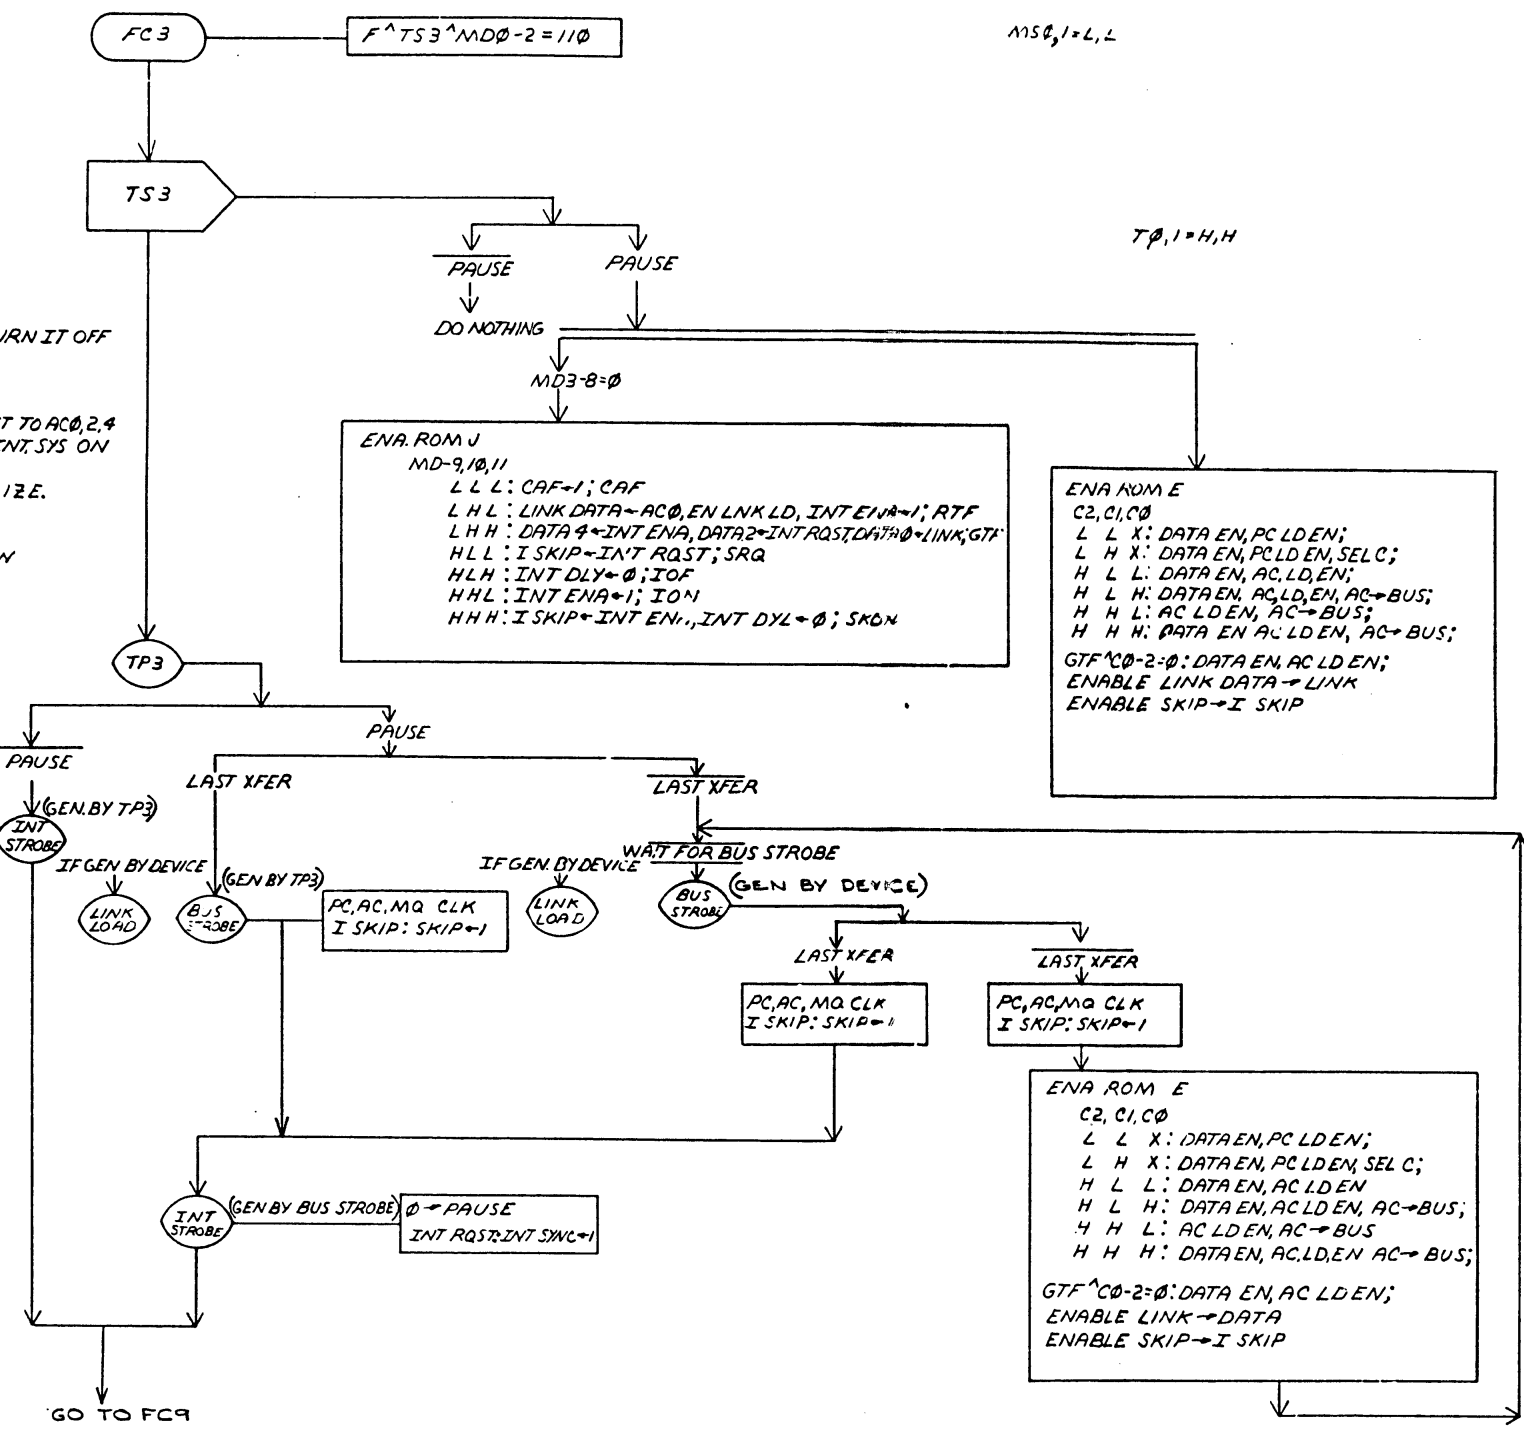 FC3
F^TS3^MDØ-2=11Ø
MSØ,1=L,L
TS3
TØ,1=H,H
PAUSE
PAUSE
DO NOTHING
URN IT OFF
MD3-8=Ø
T TO ACØ,2,4
INT. SYS ON
IZE.
N
ENA. ROM J
MD-9,1Ø,11
L L L: CAF←1; CAF
L H L: LINK DATA←ACØ, EN LNK LD, INT ENA←1; RTF
L H H: DATA 4←INT ENA, DATA2←INT RQST, DATAØ←LINK; GTF
H L L: I SKIP←INT RQST; SRQ
H L H: INT DLY←Ø; IOF
H H L: INT ENA←1; ION
H H H: I SKIP←INT EN.., INT DYL←Ø; SKON
ENA ROM E
C2, C1, CØ
L L X: DATA EN, PC LD EN;
L H X: DATA EN, PC LD EN, SEL C;
H L L: DATA EN, AC, LD, EN;
H L H: DATA EN, AC, LD, EN, AC→BUS;
H H L: AC LD EN, AC→BUS;
H H H: DATA EN AC LD EN, AC→BUS;
GTF^CØ-2=Ø: DATA EN, AC LD EN;
ENABLE LINK DATA→LINK
ENABLE SKIP→I SKIP
TP3
PAUSE
PAUSE
LAST XFER
LAST XFER
(GEN. BY TP3)
INT
STROBE
WAIT FOR BUS STROBE
IF GEN BY DEVICE
(GEN BY TP3)
IF GEN. BY DEVICE
(GEN BY DEVICE)
LINK
LOAD
BUS
STROBE
PC, AC, MQ CLK
I SKIP: SKIP←1
LINK
LOAD
BUS
STROBE
LAST XFER
LAST XFER
PC, AC, MQ CLK
I SKIP: SKIP←1
PC, AC, MQ CLK
I SKIP: SKIP←1
ENA ROM E
C2, C1, CØ
L L X: DATA EN, PC LD EN;
L H X: DATA EN, PC LD EN, SEL C;
H L L: DATA EN, AC LD EN
H L H: DATA EN, AC LD EN, AC→BUS;
H H L: AC LD EN, AC→BUS
H H H: DATA EN, AC. LD, EN AC→BUS;
GTF^CØ-2=Ø: DATA EN, AC LD EN;
ENABLE LINK→DATA
ENABLE SKIP→I SKIP
INT
STROBE
(GEN BY BUS STROBE)
Ø→PAUSE
INT RQST: INT SYNC←1
GO TO FC9